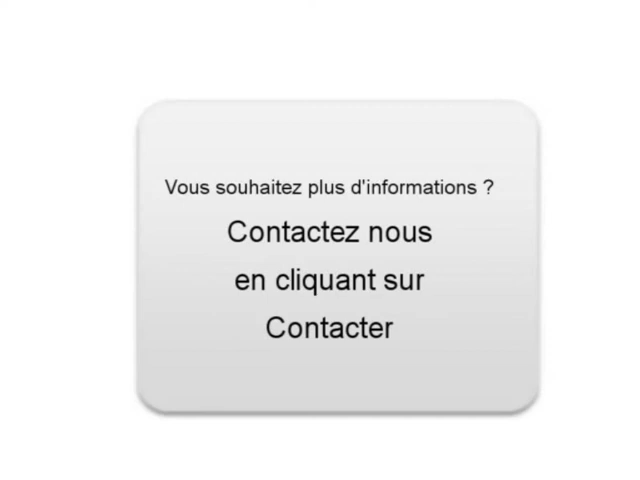 Vous souhaitez plus d'informations ?
Contactez nous
en cliquant sur
Contacter